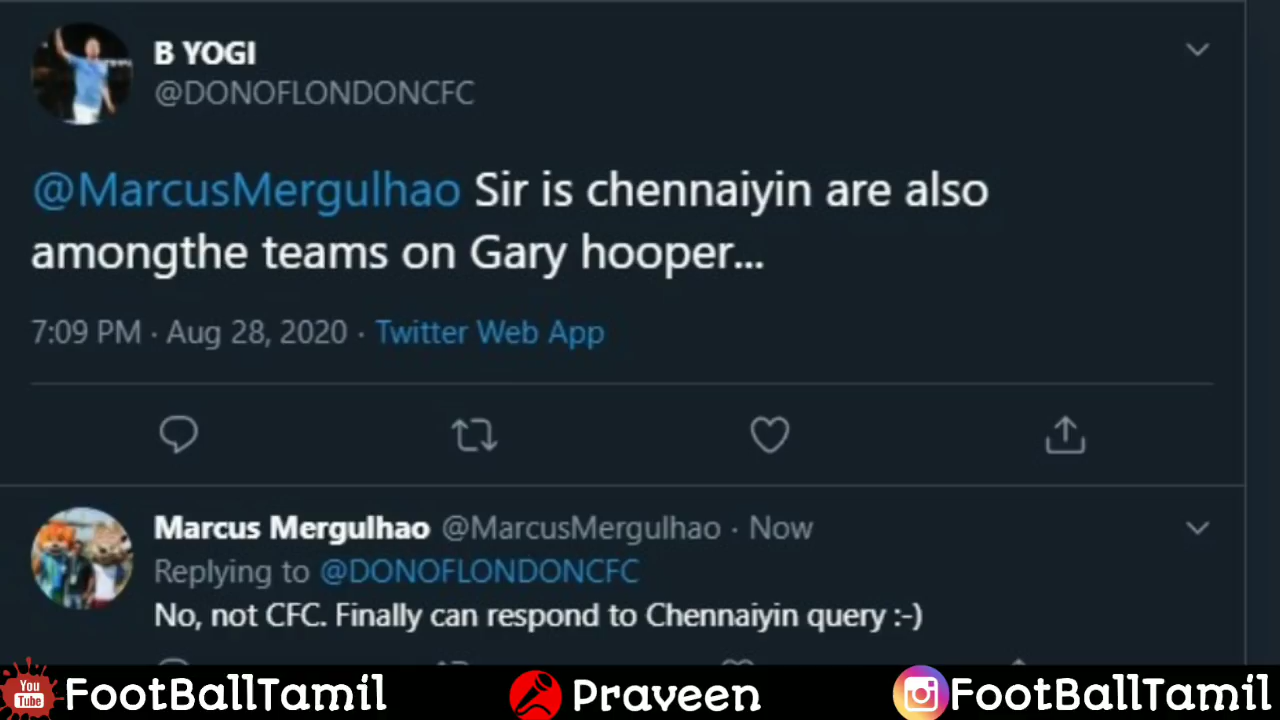 B YOGI
@DONOFLONDONCFC
@MarcusMergulhao Sir is chennaiyin are also
amongthe teams on Gary hooper...
7:09 PM · Aug 28, 2020 · Twitter Web App
Marcus Mergulhao @MarcusMergulhao · Now
Replying to @DONOFLONDONCFC
No, not CFC. Finally can respond to Chennaiyin query :-)
You Tube FootBallTamil Praveen FootBallTamil